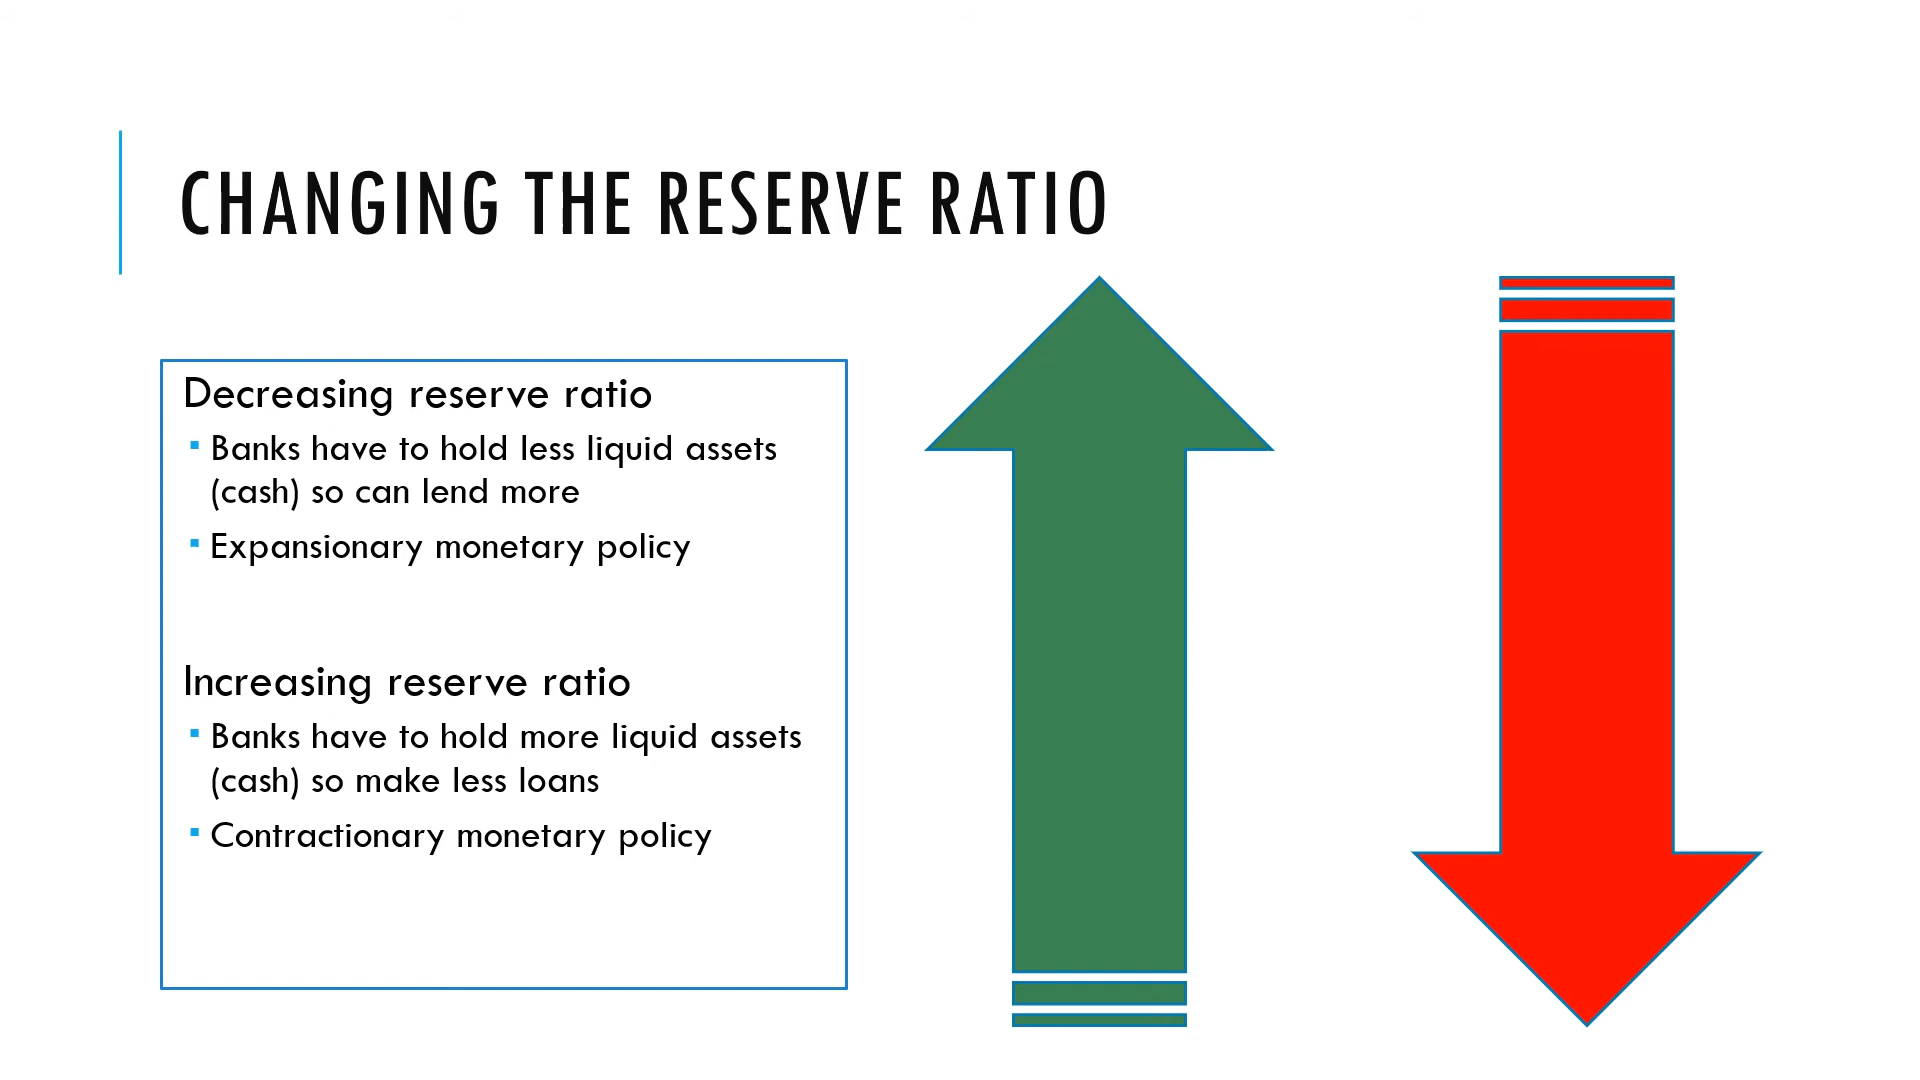 CHANGING THE RESERVE RATIO
Decreasing reserve ratio
▪ Banks have to hold less liquid assets
(cash) so can lend more
▪ Expansionary monetary policy
Increasing reserve ratio
▪ Banks have to hold more liquid assets
(cash) so make less loans
▪ Contractionary monetary policy